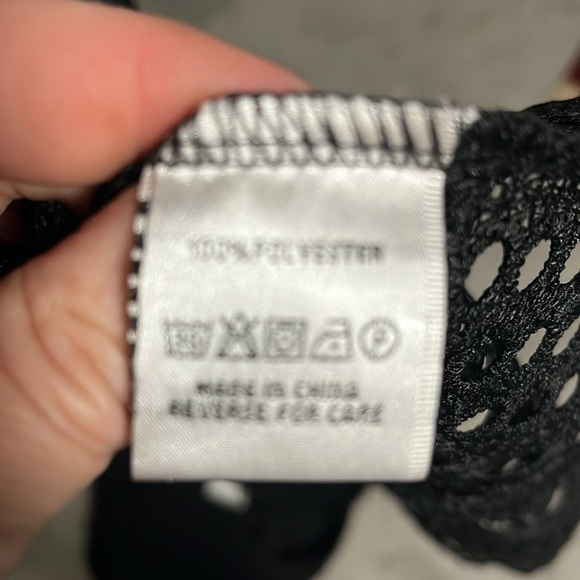 100% POLYESTER
P
MADE IN CHINA
REVERSE FOR CARE